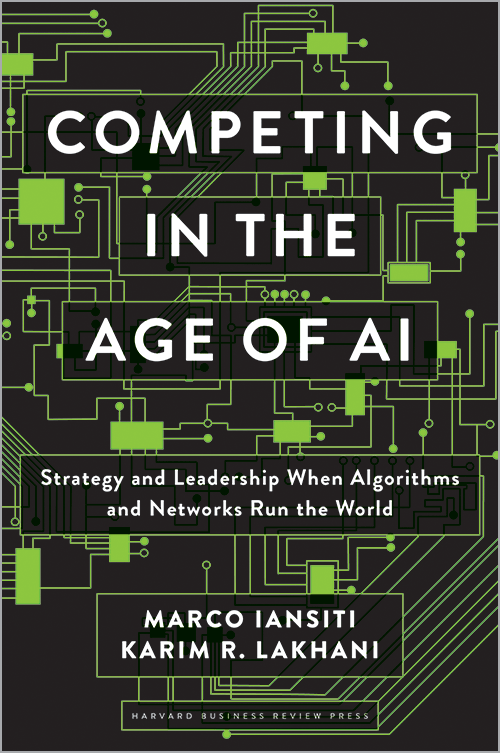 COMPETING
IN THE
AGE OF AI
Strategy and Leadership When Algorithms
and Networks Run the World
MARCO IANSITI
KARIM R. LAKHANI
HARVARD BUSINESS REVIEW PRESS